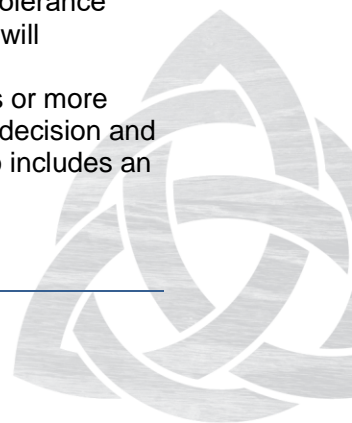 olerance
will
s or more
decision and
o includes an